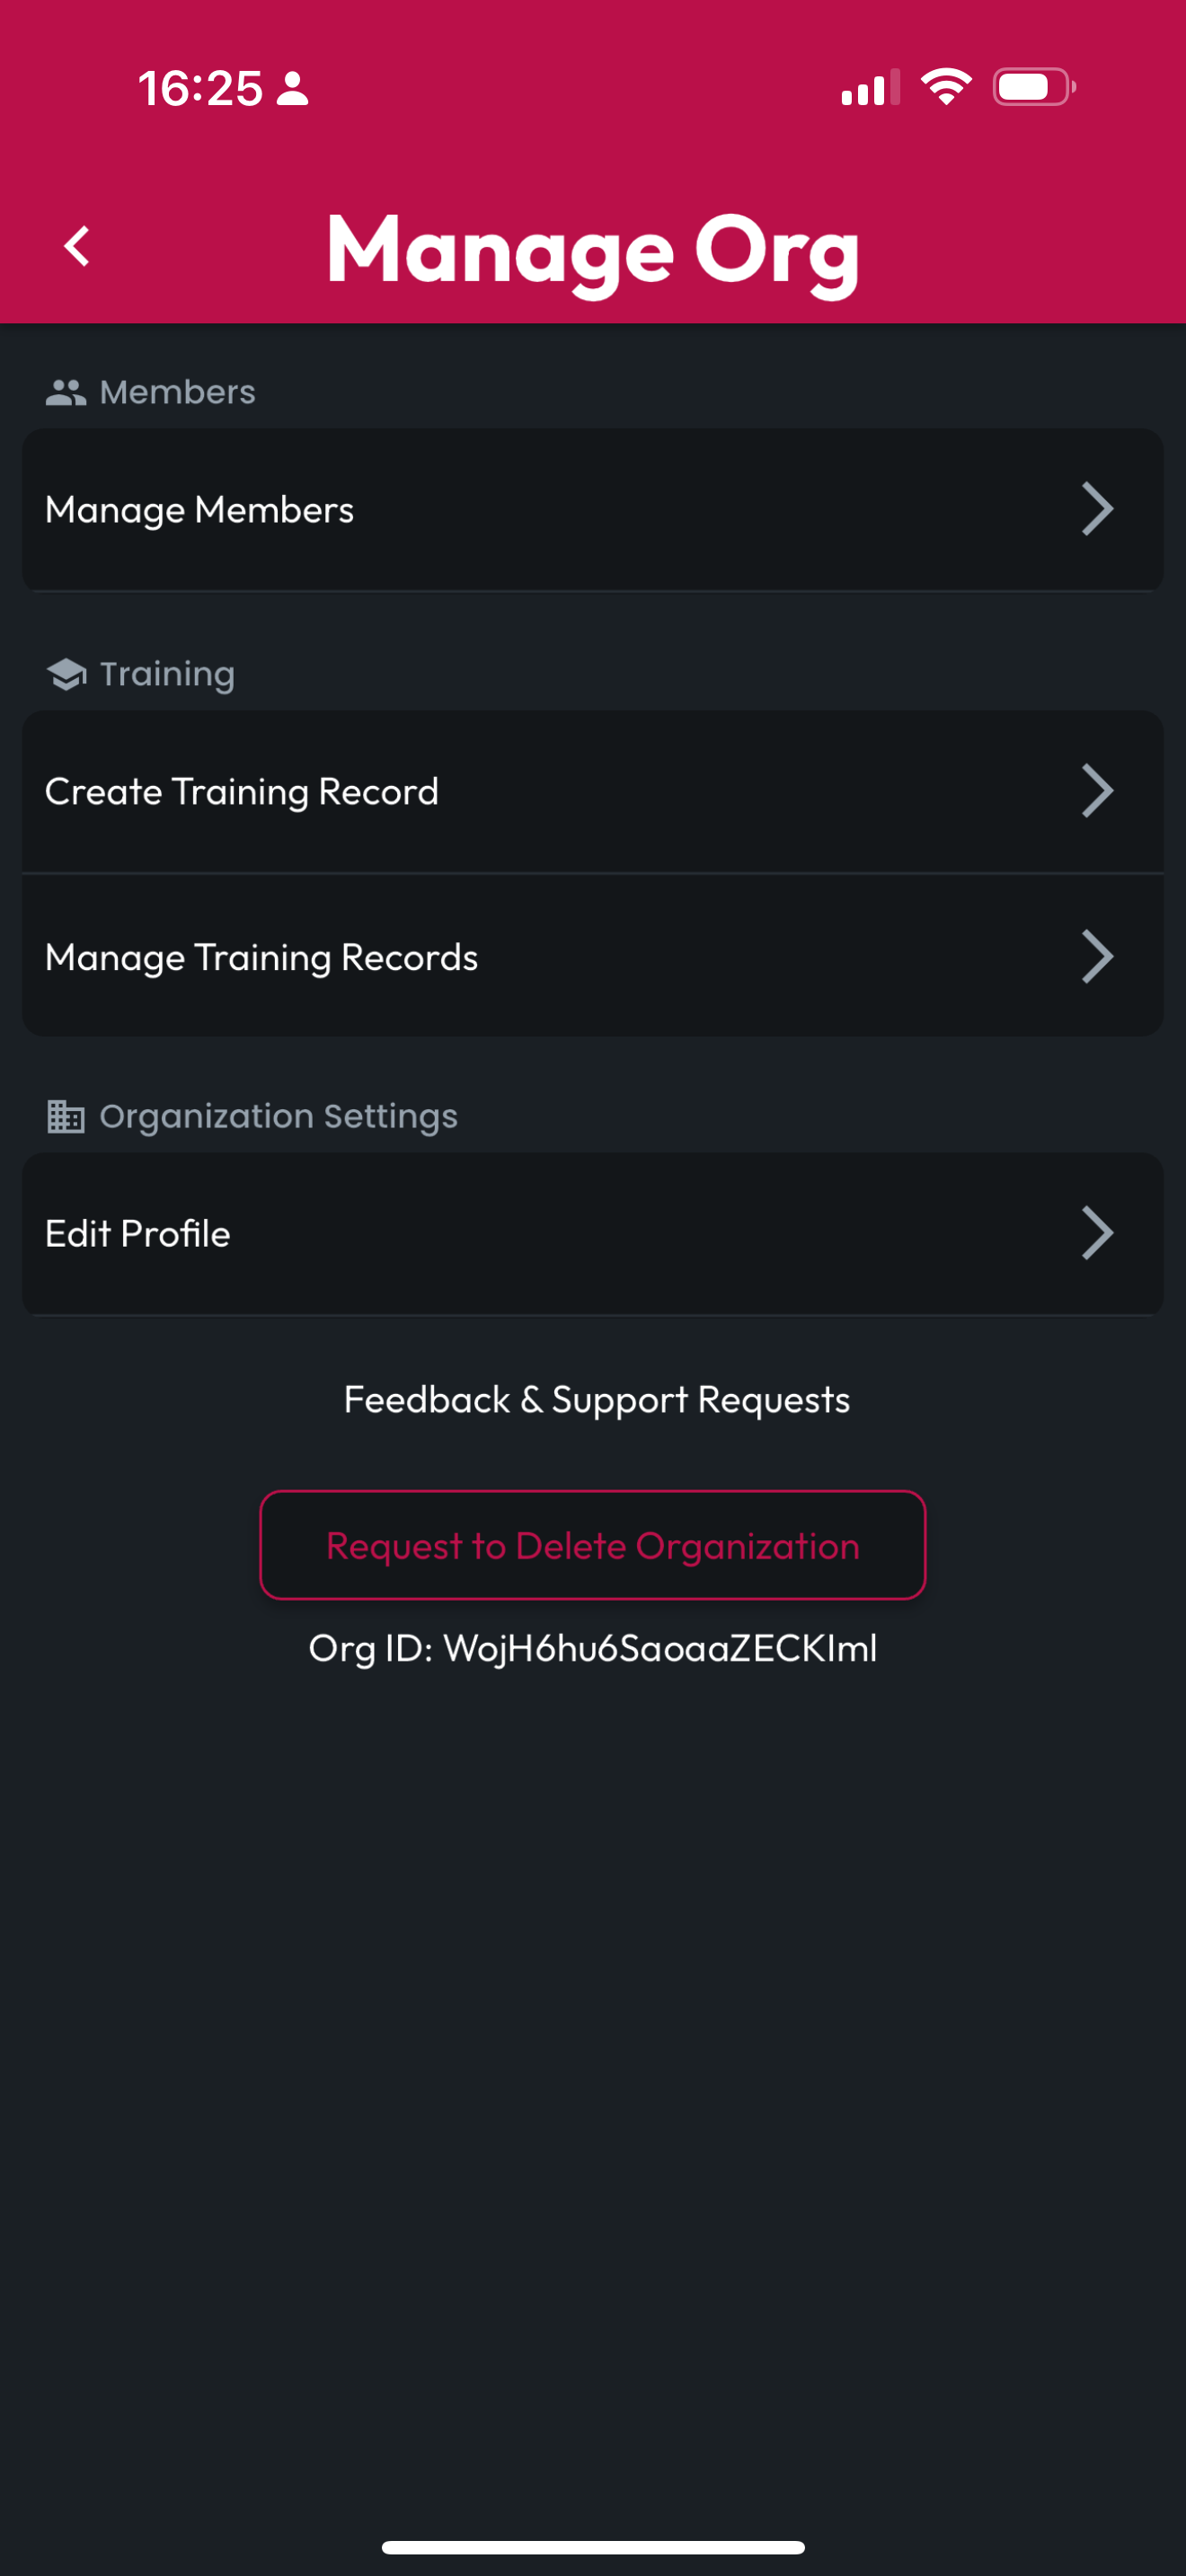 16:25
Manage Org
Members
Manage Members
Training
Create Training Record
Manage Training Records
Organization Settings
Edit Profile
Feedback & Support Requests
Request to Delete Organization
Org ID: WojH6hu6SaoaaZECKIml